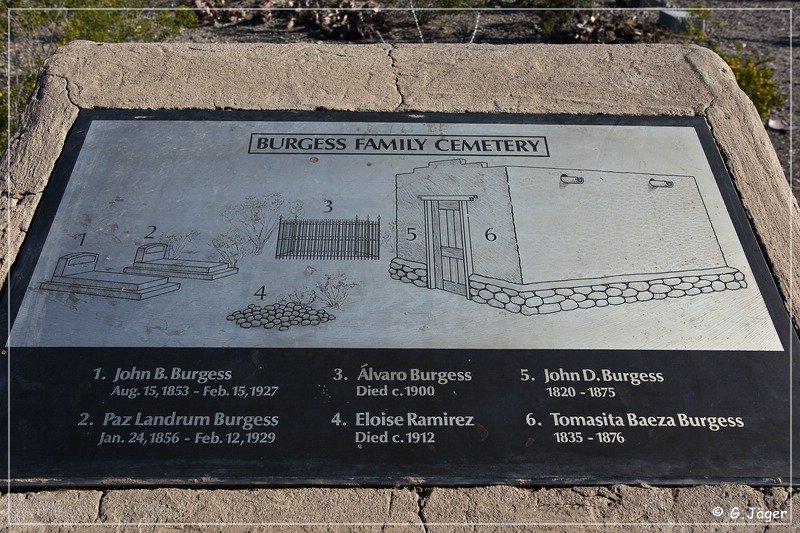 BURGESS FAMILY CEMETERY
1
2
3
4
5
6
1. John B. Burgess
Aug. 15, 1853 - Feb. 15, 1927
2. Paz Landrum Burgess
Jan. 24, 1856 - Feb. 12, 1929
3. Álvaro Burgess
Died c. 1900
4. Eloise Ramirez
Died c. 1912
5. John D. Burgess
1820 - 1875
6. Tomasita Baeza Burgess
1835 - 1876
© G. Jäger